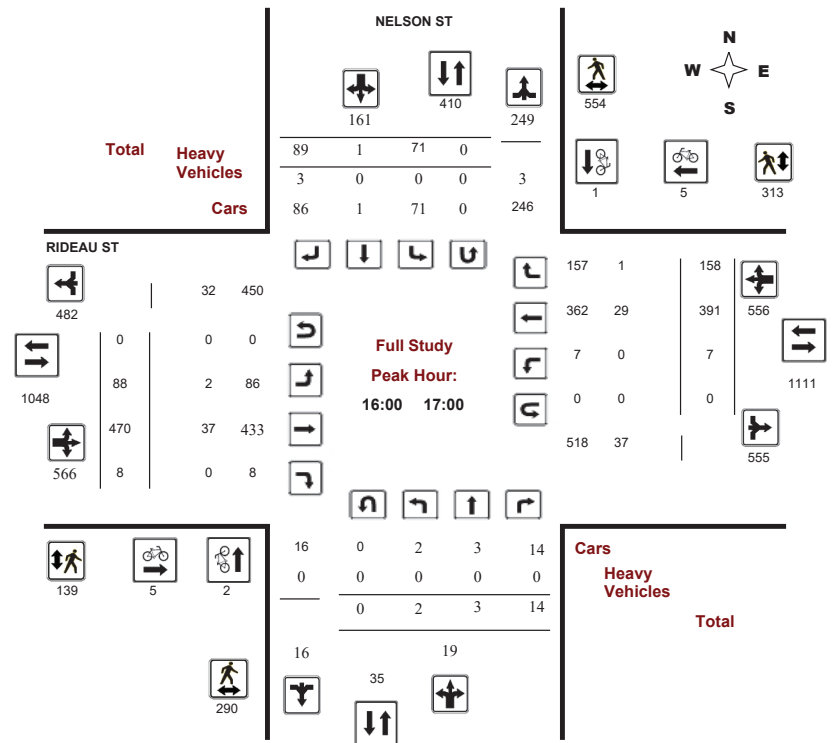 NELSON ST
N
W E
S
161
410
249
554
Total
Heavy
Vehicles
Cars
89 1 71 0
3 0 0 0 3
86 1 71 0 246
1
5
313
RIDEAU ST
482
32 450
1048
0 0 0
88 2 86
470 37 433
566
8 0 8
Full Study
Peak Hour:
16:00 17:00
157 1 158
362 29 391
556
7 0 7
1111
0 0 0
518 37
555
139
5
2
290
16 0 2 3 14
0 0 0 0 0
0 2 3 14
16
19
35
Cars
Heavy
Vehicles
Total